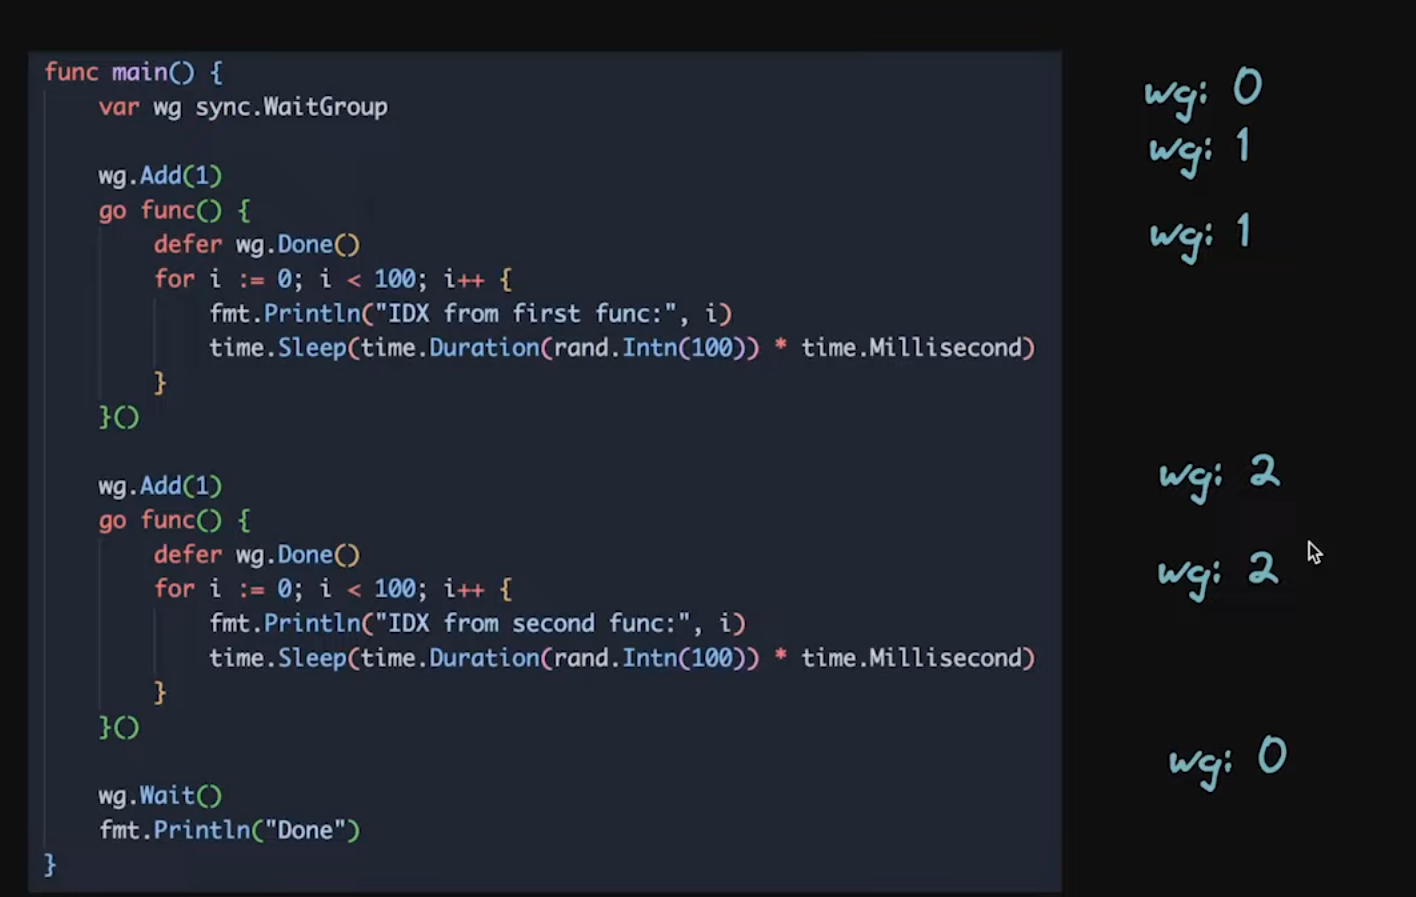 func main() {
    var wg sync.WaitGroup
    wg.Add(1)
    go func() {
        defer wg.Done()
        for i := 0; i < 100; i++ {
            fmt.Println("IDX from first func:", i)
            time.Sleep(time.Duration(rand.Intn(100)) * time.Millisecond)
        }
    }()
    wg.Add(1)
    go func() {
        defer wg.Done()
        for i := 0; i < 100; i++ {
            fmt.Println("IDX from second func:", i)
            time.Sleep(time.Duration(rand.Intn(100)) * time.Millisecond)
        }
    }()
    wg.Wait()
    fmt.Println("Done")
}
wg: 0
wg: 1
wg: 1
wg: 2
wg: 2
wg: 0